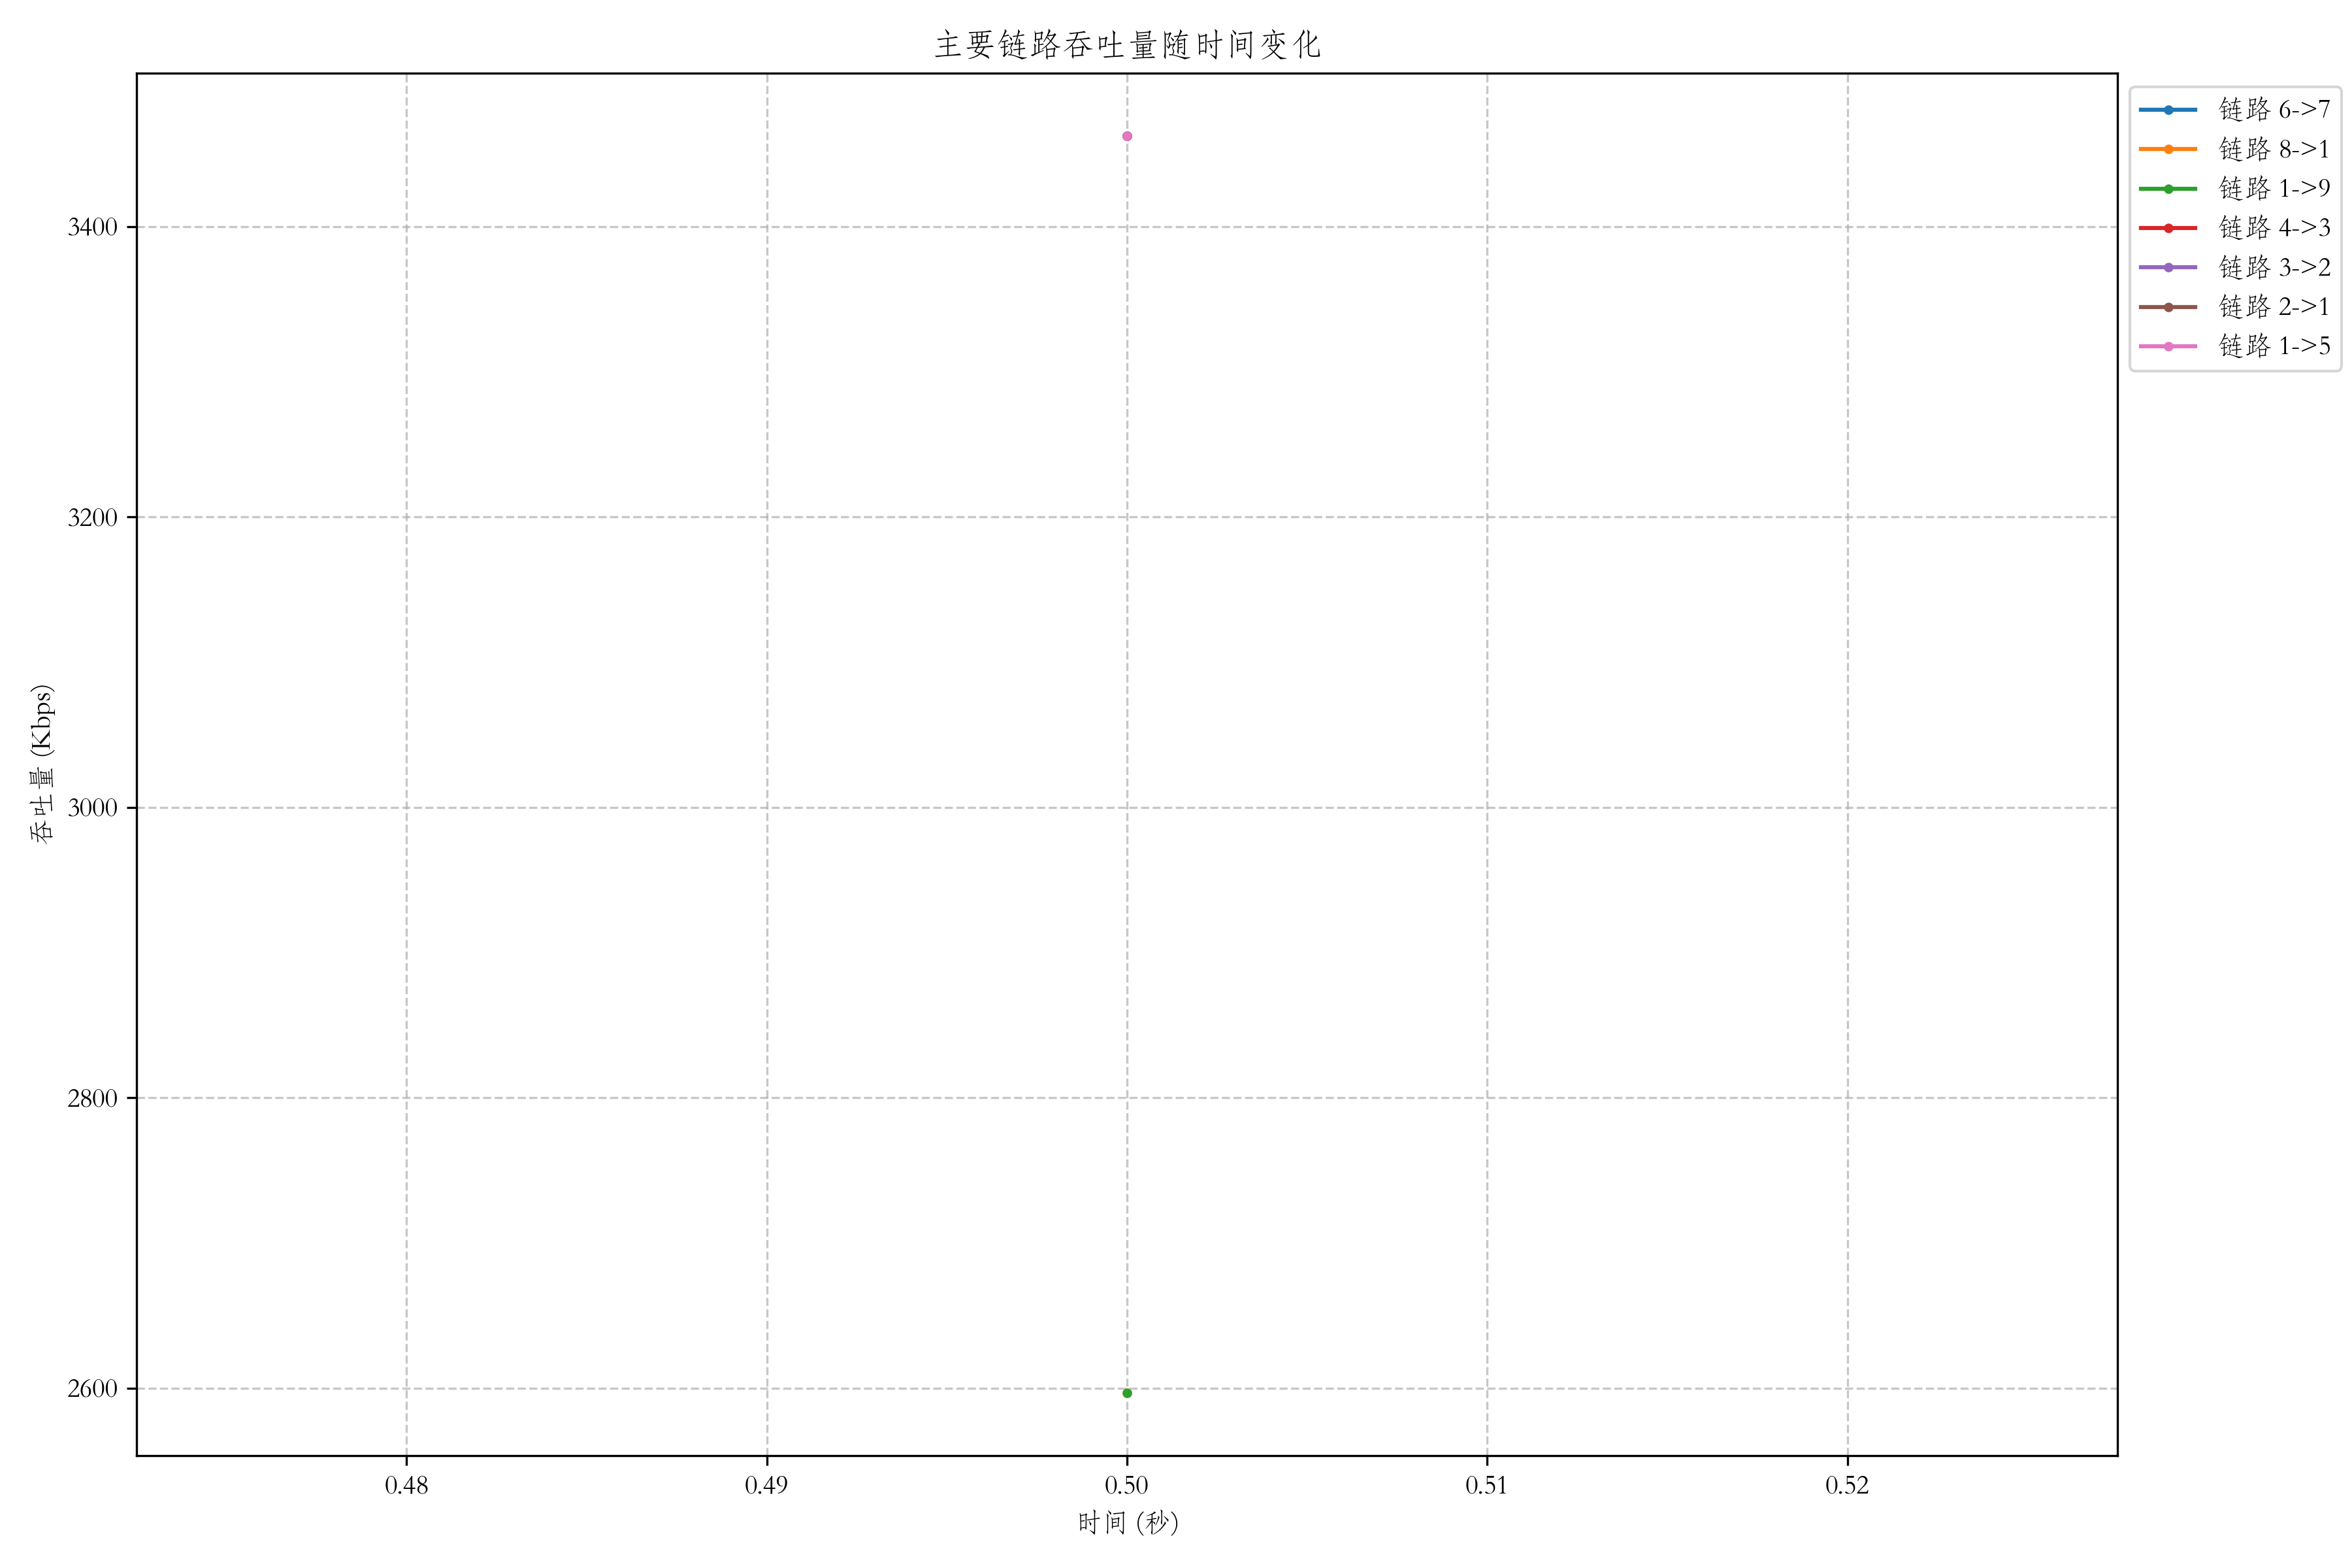 主要链路吞吐量随时间变化
链路 6->7
链路 8->1
链路 1->9
链路 4->3
链路 3->2
链路 2->1
链路 1->5
吞吐量 (Kbps)
3400
3200
3000
2800
2600
0.48
0.49
0.50
0.51
0.52
时间 (秒)